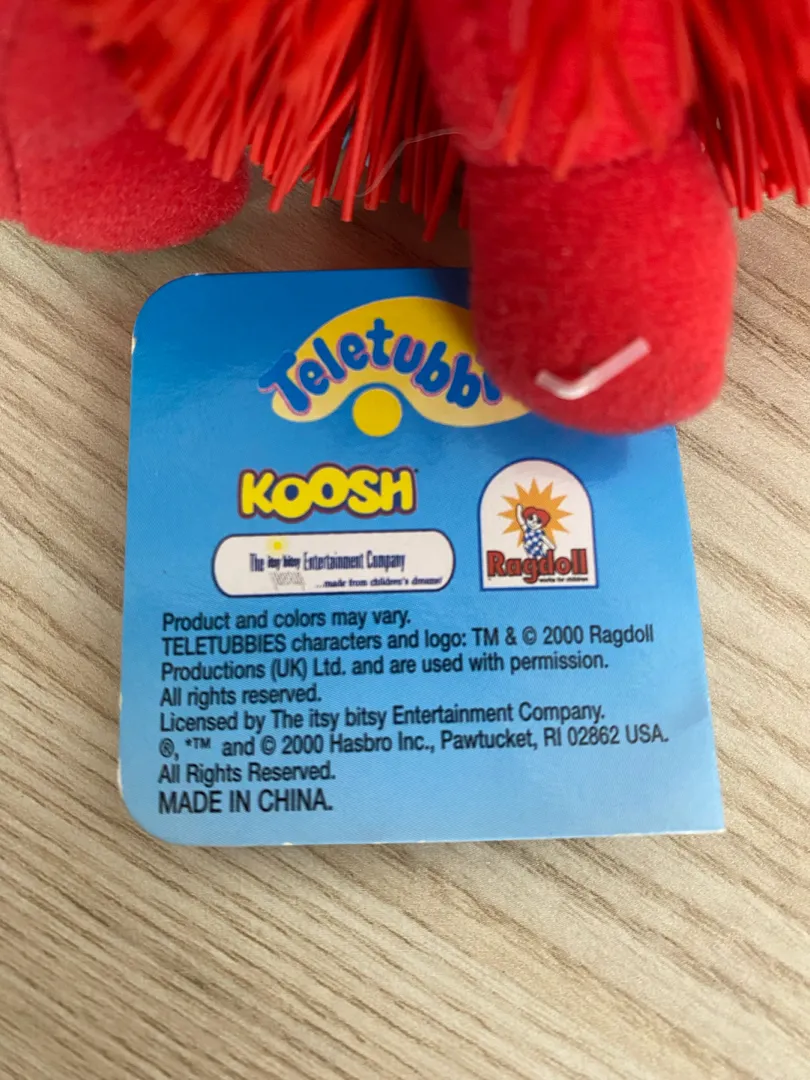 Teletubbi
KOOSH
The itsy bitsy Entertainment Company
...made from children's dreams!
Ragdoll
works for children
Product and colors may vary.
TELETUBBIES characters and logo: TM & © 2000 Ragdoll
Productions (UK) Ltd. and are used with permission.
All rights reserved.
Licensed by The itsy bitsy Entertainment Company.
®, *™ and © 2000 Hasbro Inc., Pawtucket, RI 02862 USA.
All Rights Reserved.
MADE IN CHINA.